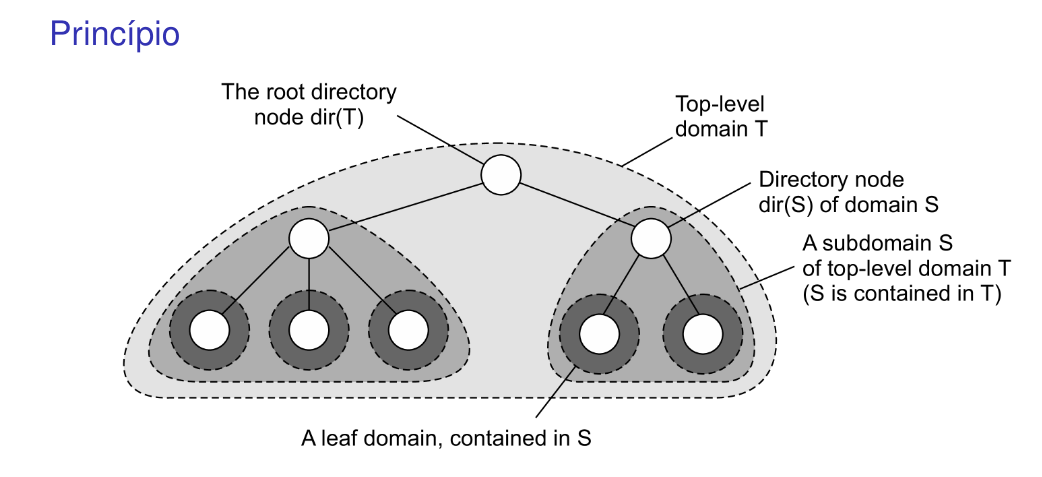 Princípio
The root directory
node dir(T)
Top-level
domain T
Directory node
dir(S) of domain S
A subdomain S
of top-level domain T
(S is contained in T)
A leaf domain, contained in S